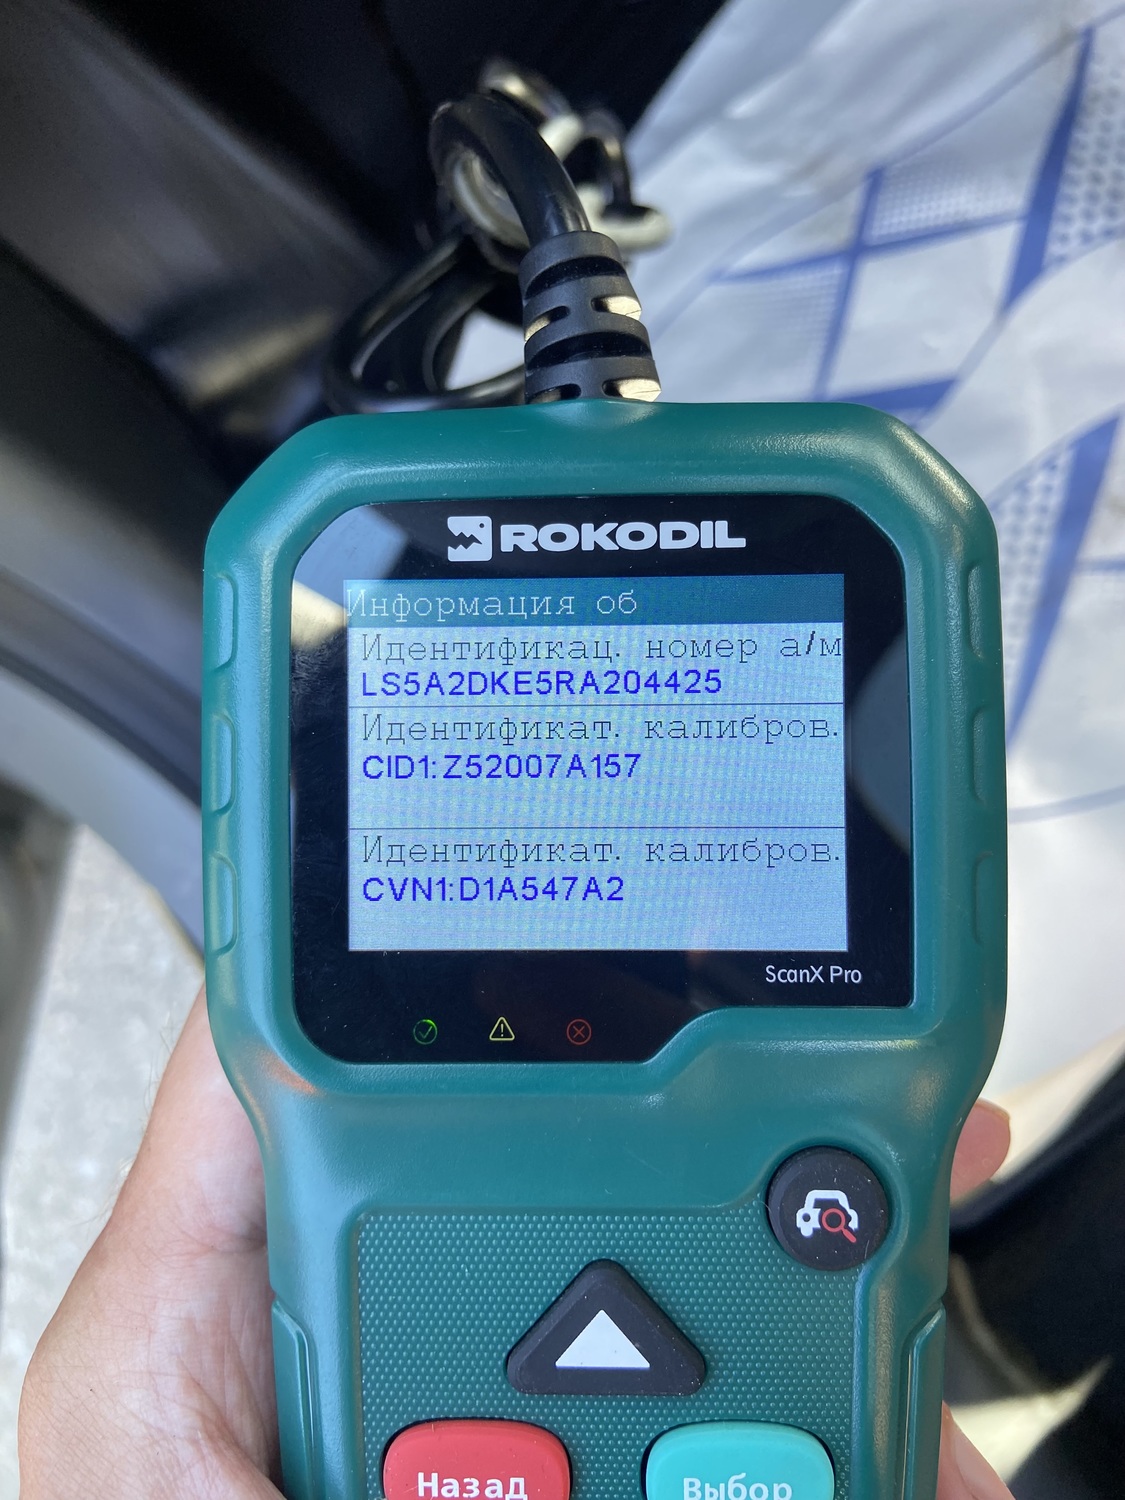 ROKODIL
Информация об
Идентификац. номер а/м
LS5A2DKE5RA204425
Идентификат. калибров.
CID1:Z52007A157
Идентификат. калибров.
CVN1:D1A547A2
ScanX Pro
Назад
Выбор